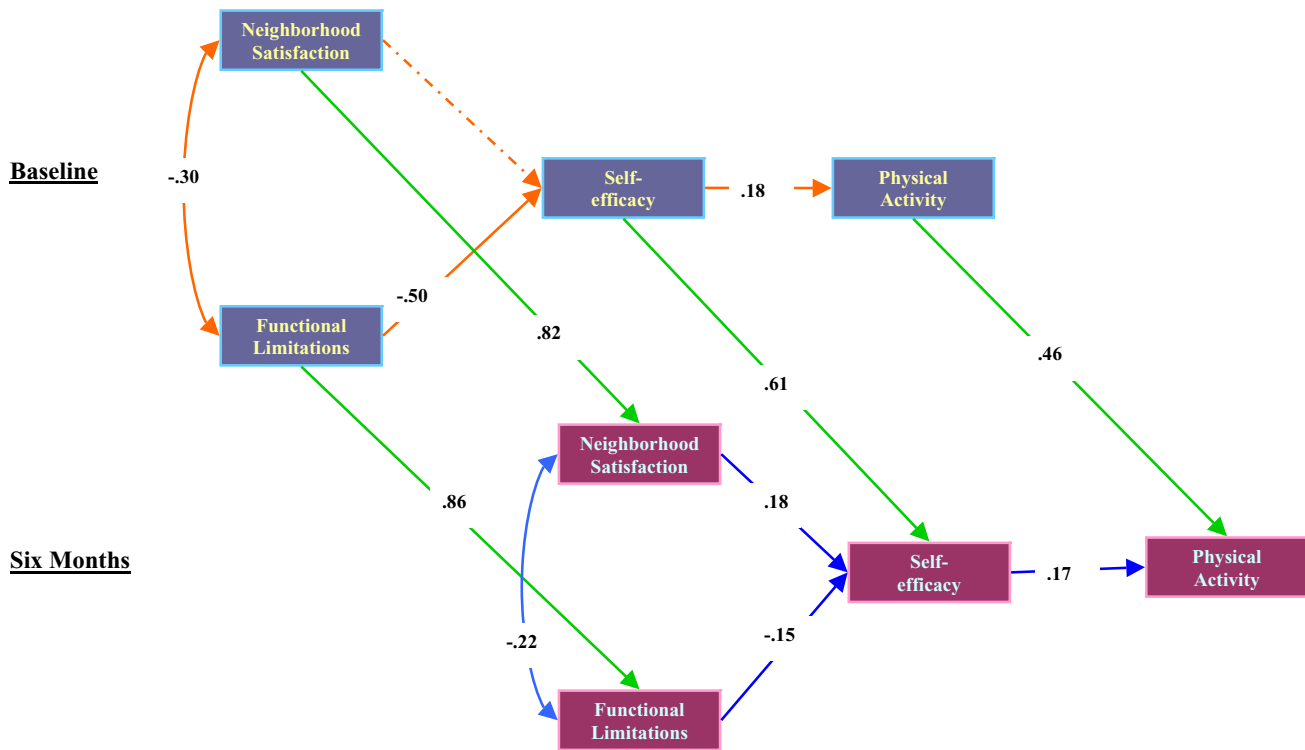 Neighborhood
Satisfaction
Baseline
-.30
Self-
efficacy
.18
Physical
Activity
-.50
Functional
Limitations
.82
.46
.61
Neighborhood
Satisfaction
.86
.18
Six Months
Self-
efficacy
.17
Physical
Activity
-.22
-.15
Functional
Limitations